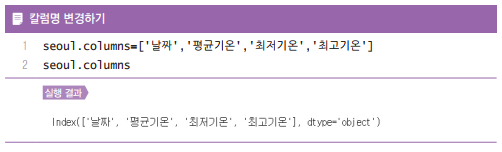 칼럼명 변경하기
1 seoul.columns=['날짜','평균기온','최저기온','최고기온']
2 seoul.columns
실행 결과
Index(['날짜', '평균기온', '최저기온', '최고기온'], dtype='object')